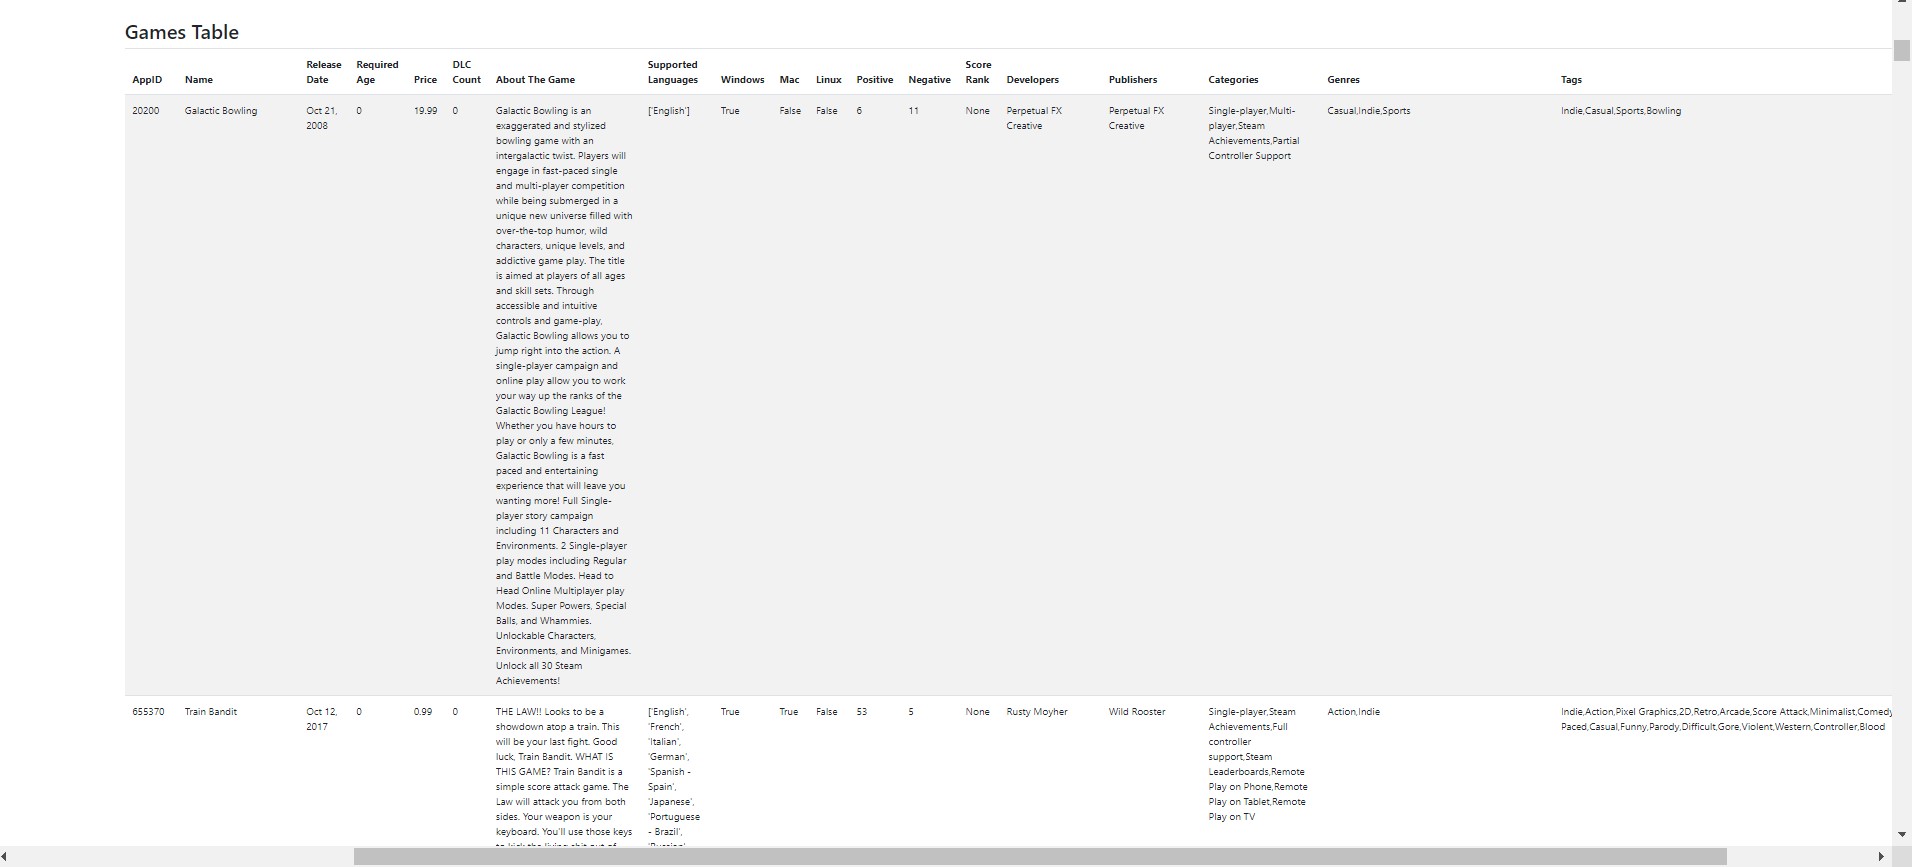 Games Table
AppID Name Release Date Required Age Price DLC Count About The Game Supported Languages Windows Mac Linux Positive Negative Score Rank Developers Publishers Categories Genres Tags
20200 Galactic Bowling Oct 21, 0 19.99 0 Galactic Bowling is an ['English'] True False False 6 11 None Perpetual FX Perpetual FX Single-player,Multi- Casual,Indie,Sports Indie,Casual,Sports,Bowling
2008 exaggerated and stylized Creative Creative player,Steam
bowling game with an Achievements,Partial
intergalactic twist. Players will Controller Support
engage in fast-paced single
and multi-player competition
while being submerged in a
unique new universe filled with
over-the-top humor, wild
characters, unique levels, and
addictive game play. The title
is aimed at players of all ages
and skill sets. Through
accessible and intuitive
controls and game-play,
Galactic Bowling allows you to
jump right into the action. A
single-player campaign and
online play allow you to work
your way up the ranks of the
Galactic Bowling League!
Whether you have hours to
play or only a few minutes,
Galactic Bowling is a fast
paced and entertaining
experience that will leave you
wanting more! Full Single-
player story campaign
including 11 Characters and
Environments. 2 Single-player
play modes including Regular
and Battle Modes. Head to
Head Online Multiplayer play
Modes. Super Powers, Special
Balls, and Whammies.
Unlockable Characters,
Environments, and Minigames.
Unlock all 30 Steam
Achievements!
655370 Train Bandit Oct 12, 0 0.99 0 THE LAW!! Looks to be a ['English', True True False 53 5 None Rusty Moyher Wild Rooster Single-player,Steam Action,Indie Indie,Action,Pixel Graphics,2D,Retro,Arcade,Score Attack,Minimalist,Comedy
2017 showdown atop a train. This 'French', Achievements,Full Paced,Casual,Funny,Parody,Difficult,Gore,Violent,Western,Controller,Blood
will be your last fight. Good 'Italian', controller
luck, Train Bandit. WHAT IS 'German', support,Steam
THIS GAME? Train Bandit is a 'Spanish - Leaderboards,Remote
simple score attack game. The Spain', Play on Phone,Remote
Law will attack you from both 'Japanese', Play on Tablet,Remote
sides. Your weapon is your 'Portuguese Play on TV
keyboard. You'll use those keys - Brazil',